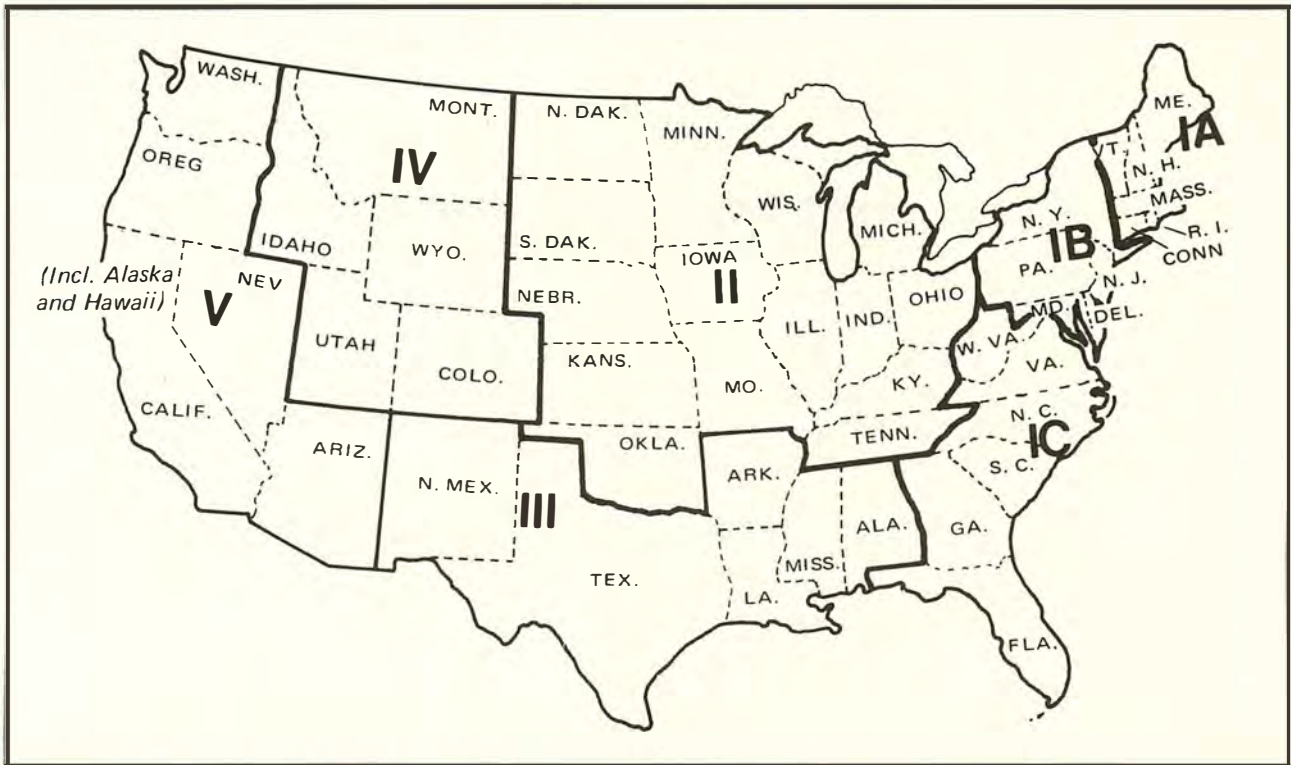 WASH.
MONT.
N. DAK.
MINN.
ME.
IA
OREG
IV
VT.
N. H.
WIS.
MASS.
MICH.
N. Y.
R. I.
IDAHO
WYO.
S. DAK.
IOWA
IB
CONN
(Incl. Alaska
and Hawaii)
NEV
V
II
PA.
N. J.
NEBR.
OHIO
MD.
DEL.
UTAH
ILL.
IND.
W. VA.
COLO.
KANS.
VA.
CALIF.
MO.
KY.
N. C.
IC
ARIZ.
OKLA.
TENN.
S. C.
N. MEX.
III
ARK.
ALA.
GA.
TEX.
MISS.
LA.
FLA.